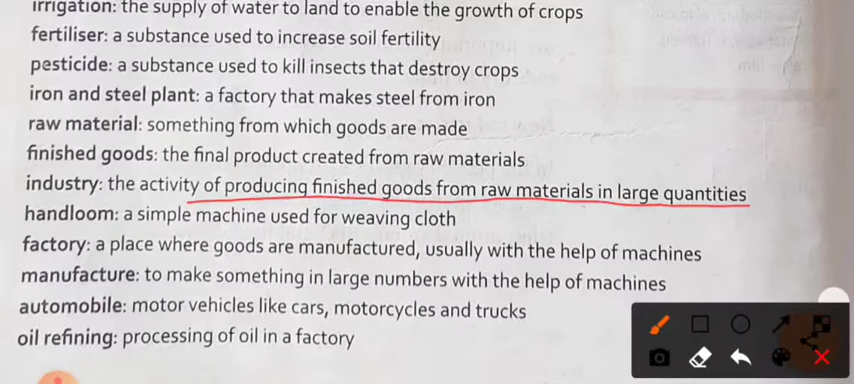 irrigation: the supply of water to land to enable the growth of crops
fertiliser: a substance used to increase soil fertility
pesticide: a substance used to kill insects that destroy crops
iron and steel plant: a factory that makes steel from iron
raw material: something from which goods are made
finished goods: the final product created from raw materials
industry: the activity of producing finished goods from raw materials in large quantities
handloom: a simple machine used for weaving cloth
factory: a place where goods are manufactured, usually with the help of machines
manufacture: to make something in large numbers with the help of machines
automobile: motor vehicles like cars, motorcycles and trucks
oil refining: processing of oil in a factory